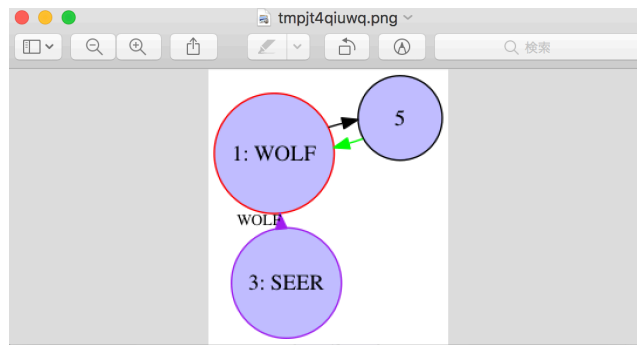 tmpjt4qiuwq.png
検索
5
1: WOLF
WOLF
3: SEER